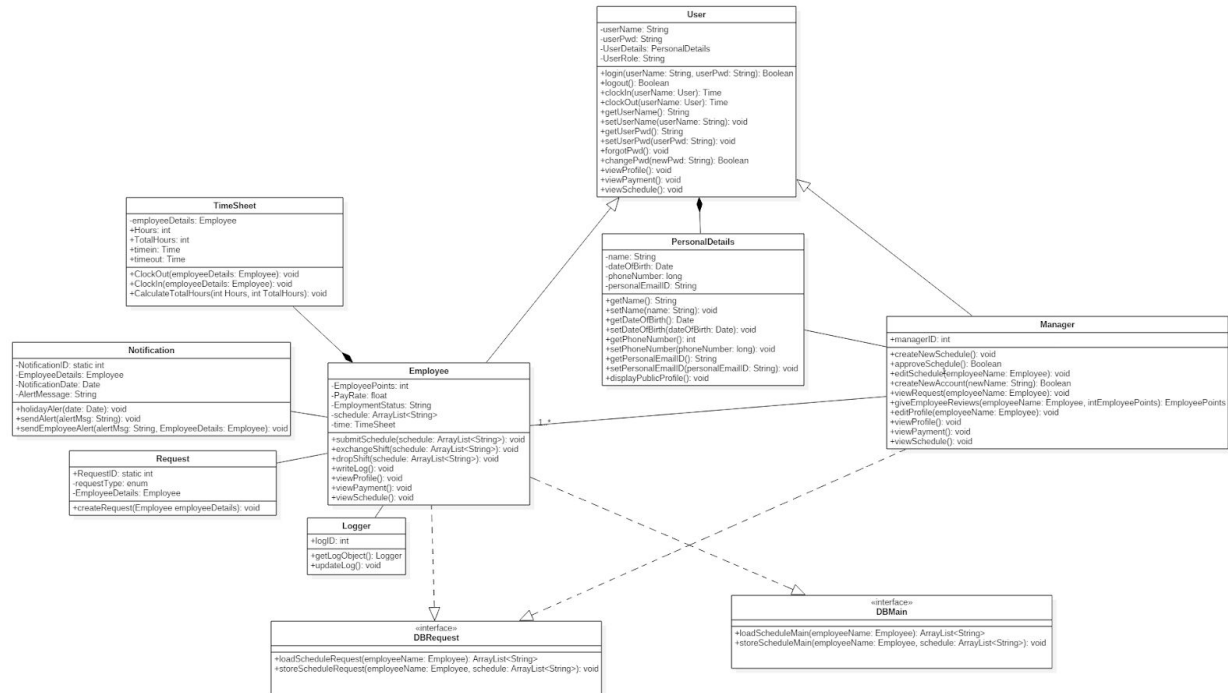 User
-userName: String
-userPwd: String
-UserDetails: PersonalDetails
-UserRole: String
+login(userName: String, userPwd: String): Boolean
+logout(): Boolean
+clockIn(userName: User): Time
+clockOut(userName: User): Time
+getUserName(): String
+setUserName(userName: String): void
+getUserPwd(): String
+setUserPwd(userPwd: String): void
+forgotPwd(): void
+changePwd(newPwd: String): Boolean
+viewProfile(): void
+viewPayment(): void
+viewSchedule(): void
TimeSheet
-employeeDetails: Employee
+Hours: int
+TotalHours: int
+timein: Time
+timeout: Time
+ClockOut(employeeDetails: Employee): void
+ClockIn(employeeDetails: Employee): void
+CalculateTotalHours(int Hours, int TotalHours): void
PersonalDetails
-name: String
-dateOfBirth: Date
-phoneNumber: long
-personalEmailID: String
+getName(): String
+setName(name: String): void
+getDateOfBirth(): Date
+setDateOfBirth(dateOfBirth: Date): void
+getPhoneNumber(): int
+setPhoneNumber(phoneNumber: long): void
+getPersonalEmailID(): String
+setPersonalEmailID(personalEmailID: String): void
+displayPublicProfile(): void
Manager
+managerID: int
+createNewSchedule(): void
+approveSchedule(): Boolean
+editSchedule(employeeName: Employee): void
+createNewAccount(newName: String): Boolean
+viewRequest(employeeName: Employee): void
+giveEmployeeReviews(employeeName: Employee, intEmployeePoints): EmployeePoints
+editProfile(employeeName: Employee): void
+viewProfile(): void
+viewPayment(): void
+viewSchedule(): void
Notification
-NotificationID: static int
-EmployeeDetails: Employee
-NotificationDate: Date
-AlertMessage: String
+holidayAler(date: Date): void
+sendAlert(alertMsg: String): void
+sendEmployeeAlert(alertMsg: String, EmployeeDetails: Employee): void
Employee
-EmployeePoints: int
-PayRate: float
-EmploymentStatus: String
-schedule: ArrayList<String>
-time: TimeSheet
+submitSchedule(schedule: ArrayList<String>): void
+exchangeShift(schedule: ArrayList<String>): void
+dropShift(schedule: ArrayList<String>): void
+writeLog(): void
+viewProfile(): void
+viewPayment(): void
+viewSchedule(): void
1..*
Request
+RequestID: static int
-requestType: enum
-EmployeeDetails: Employee
+createRequest(Employee employeeDetails): void
Logger
+logID: int
+getLogObject(): Logger
+updateLog(): void
«interface»
DBRequest
+loadScheduleRequest(employeeName: Employee): ArrayList<String>
+storeScheduleRequest(employeeName: Employee, schedule: ArrayList<String>): void
«interface»
DBMain
+loadScheduleMain(employeeName: Employee): ArrayList<String>
+storeScheduleMain(employeeName: Employee, schedule: ArrayList<String>): void